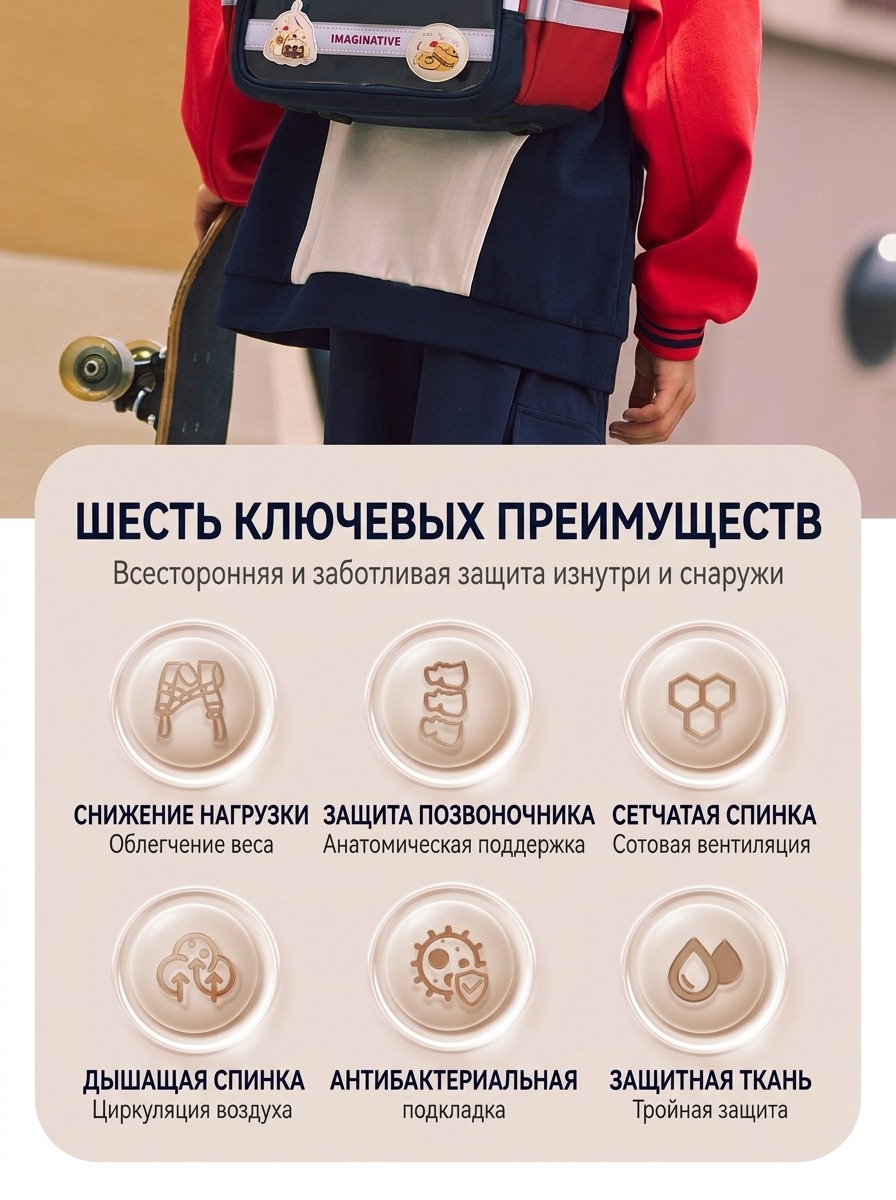 IMAGINATIVE
ШЕСТЬ КЛЮЧЕВЫХ ПРЕИМУЩЕСТВ
Всесторонняя и заботливая защита изнутри и снаружи
СНИЖЕНИЕ НАГРУЗКИ
Облегчение веса
ЗАЩИТА ПОЗВОНОЧНИКА
Анатомическая поддержка
СЕТЧАТАЯ СПИНКА
Сотовая вентиляция
ДЫШАЩАЯ СПИНКА
Циркуляция воздуха
АНТИБАКТЕРИАЛЬНАЯ
подкладка
ЗАЩИТНАЯ ТКАНЬ
Тройная защита